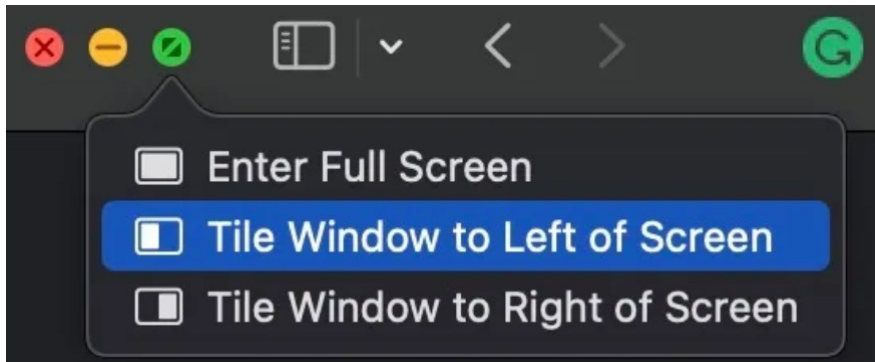 Enter Full Screen
Tile Window to Left of Screen
Tile Window to Right of Screen